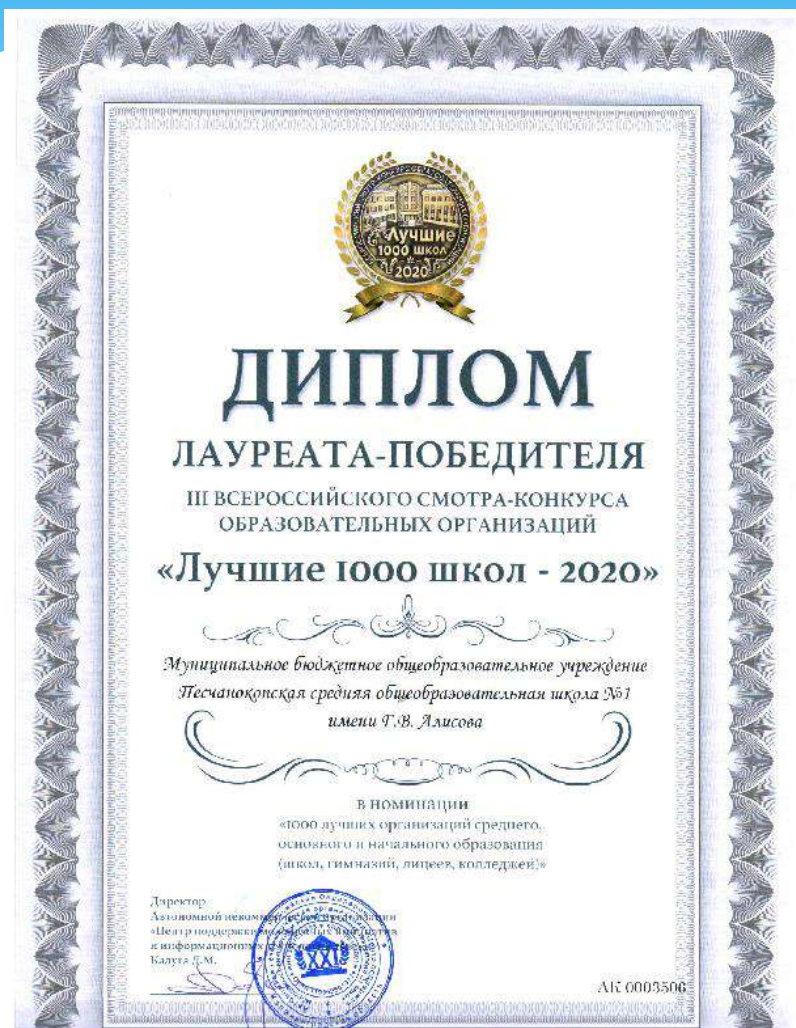 Лучшие
1000 школ
2020
ДИПЛОМ
ЛАУРЕАТА-ПОБЕДИТЕЛЯ
III ВСЕРОССИЙСКОГО СМОТРА-КОНКУРСА
ОБРАЗОВАТЕЛЬНЫХ ОРГАНИЗАЦИЙ
«Лучшие 1000 школ - 2020»
Муниципальное бюджетное общеобразовательное учреждение
Песчанокопская средняя общеобразовательная школа №1
имени Г.В. Алисова
в номинации
«1000 лучших организаций среднего,
основного и начального образования
(школ, гимназий, лицеев, колледжей)»
Директор
Автономной
«Центр поддержки
и информационных
Калуга Д.М.
XXI
АК 0003506